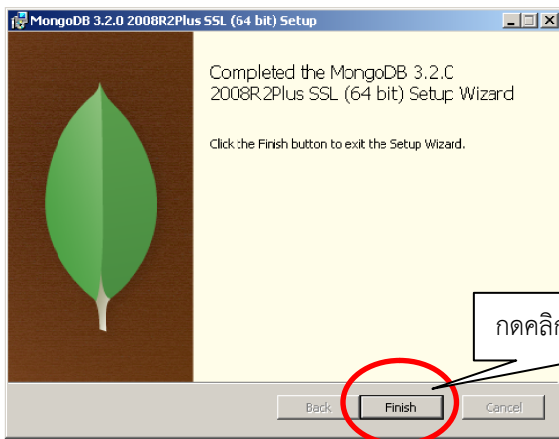 MongoDB 3.2.0 2008R2Plus SSL (64 bit) Setup
Completed the MongoDB 3.2.0
2008R2Plus SSL (64 bit) Setup Wizard
Click the Finish button to exit the Setup Wizard.
กดคลิก
Back
Finish
Cancel